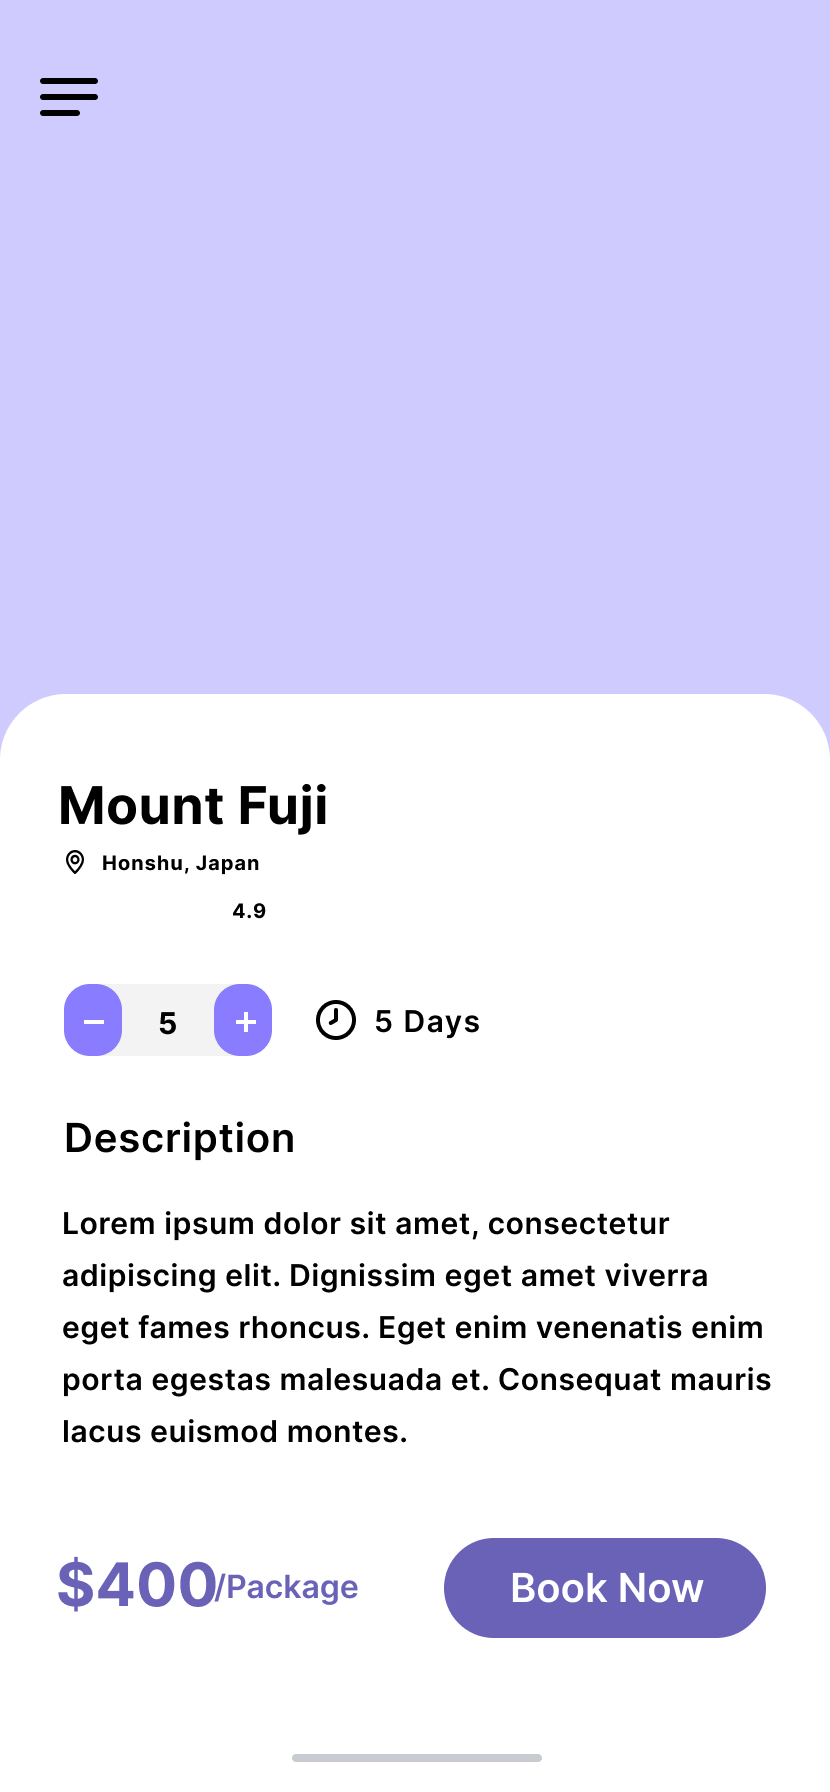 Mount Fuji
Honshu, Japan
4.9
5
5 Days
Description
Lorem ipsum dolor sit amet, consectetur
adipiscing elit. Dignissim eget amet viverra
eget fames rhoncus. Eget enim venenatis enim
porta egestas malesuada et. Consequat mauris
lacus euismod montes.
$400/Package
Book Now